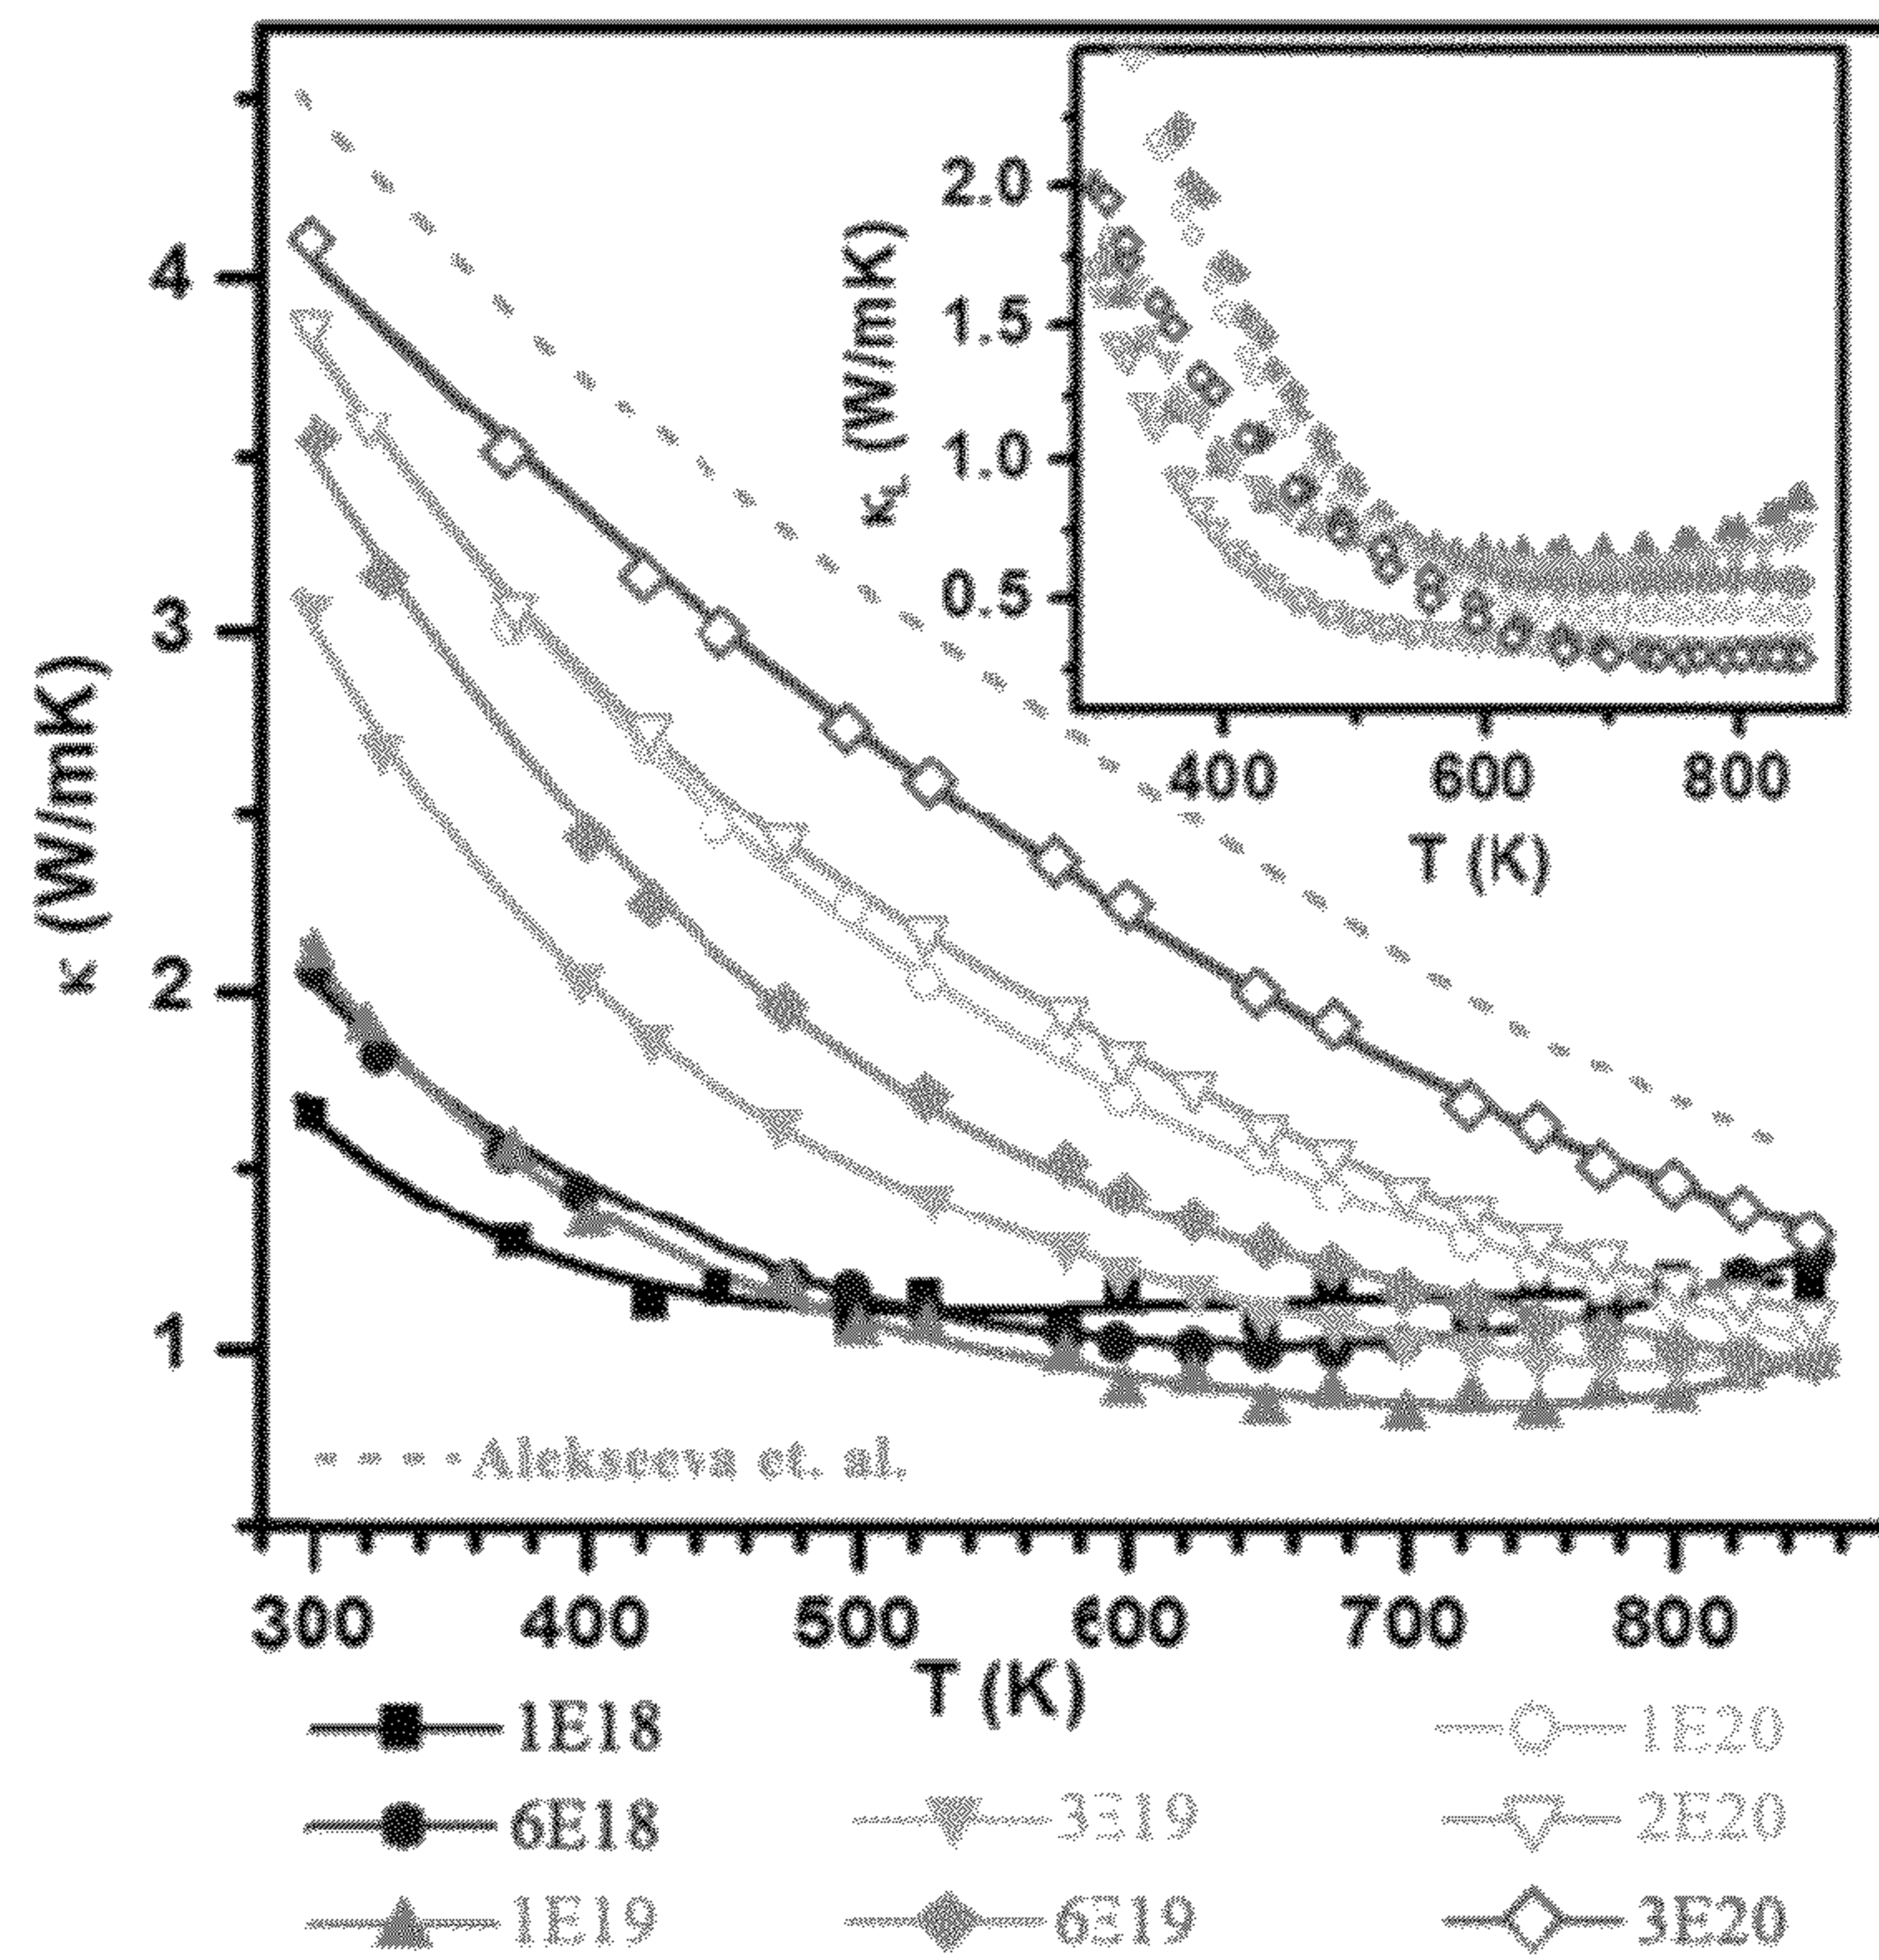 4
3
2
1
κ (W/mK)
2.0
1.5
1.0
0.5
κL (W/mK)
400 600 800
T (K)
Alekseeva et. al.
300 400 500 600 700 800
T (K)
1E18
6E18
1E19
3E19
6E19
1E20
2E20
3E20